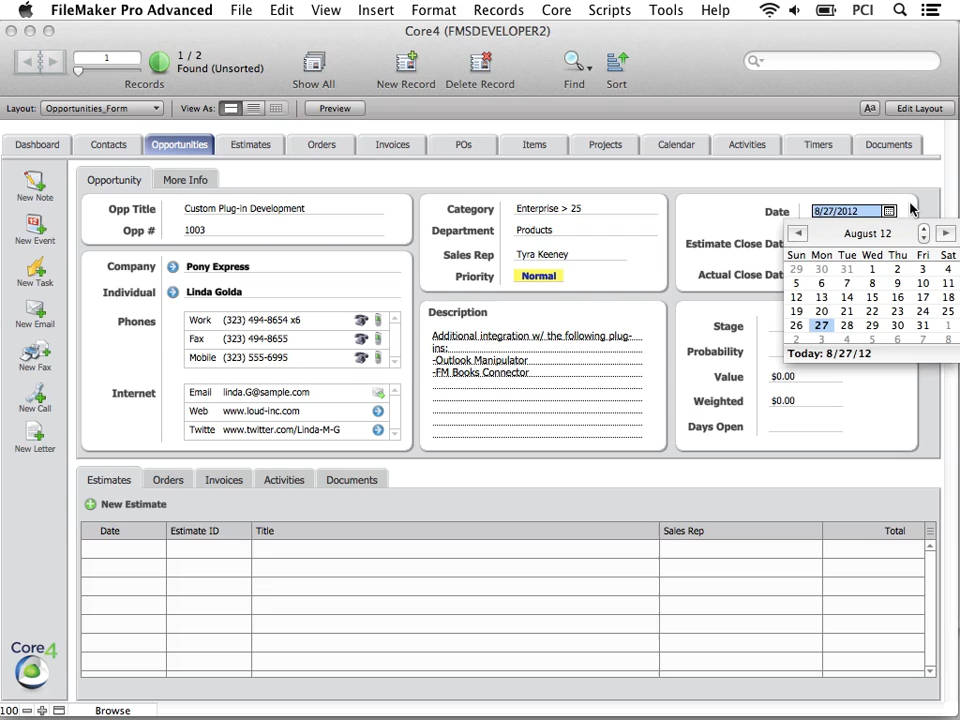 FileMaker Pro Advanced File Edit View Insert Format Records Core Scripts Tools Help PCI
Core4 (FMSDEVELOPER2)
1
1 / 2
Found (Unsorted)
Records
Show All
New Record
Delete Record
Find
Sort
Layout: Opportunities_Form View As: Preview Aa Edit Layout
Dashboard Contacts Opportunities Estimates Orders Invoices POs Items Projects Calendar Activities Timers Documents
New Note
New Event
New Task
New Email
New Fax
New Call
New Letter
Opportunity More Info
Opp Title Custom Plug-in Development
Opp # 1003
Company Pony Express
Individual Linda Golda
Phones
Work (323) 494-8654 x6
Fax (323) 494-8655
Mobile (323) 555-6995
Internet
Email linda.G@sample.com
Web www.loud-inc.com
Twitte www.twitter.com/Linda-M-G
Category Enterprise > 25
Department Products
Sales Rep Tyra Keeney
Priority Normal
Description
Additional integration w/ the following plug-
ins:
-Outlook Manipulator
-FM Books Connector
Date 8/27/2012
Estimate Close Dat
Actual Close Dat
August 12
Sun Mon Tue Wed Thu Fri Sat
29 30 31 1 2 3 4
5 6 7 8 9 10 11
12 13 14 15 16 17 18
19 20 21 22 23 24 25
26 27 28 29 30 31 1
2 3 4 5 6 7 8
Today: 8/27/12
Stage
Probability
Value $0.00
Weighted $0.00
Days Open
Estimates Orders Invoices Activities Documents
New Estimate
Date Estimate ID Title Sales Rep Total
Core4
100 Browse